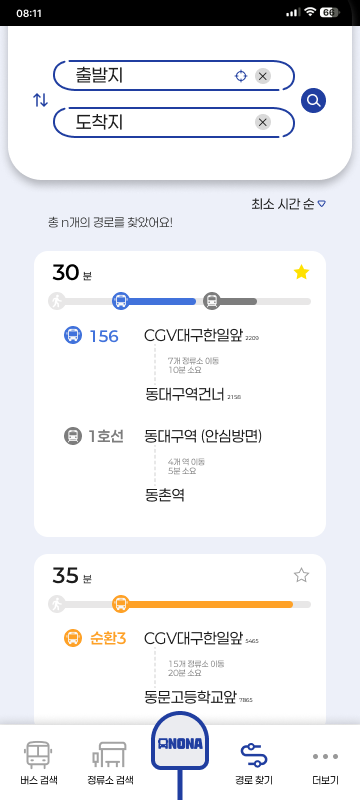 08:11
66
출발지
도착지
최소 시간 순
총 n개의 경로를 찾았어요!
30 분
156 CGV대구한일앞 2209
7개 정류소 이동
10분 소요
동대구역건너 2158
1호선 동대구역 (안심방면)
4개 역 이동
5분 소요
동촌역
35 분
순환3 CGV대구한일앞 5465
15개 정류소 이동
20분 소요
동문고등학교앞 7865
NONA
버스 검색 정류소 검색 경로 찾기 더보기